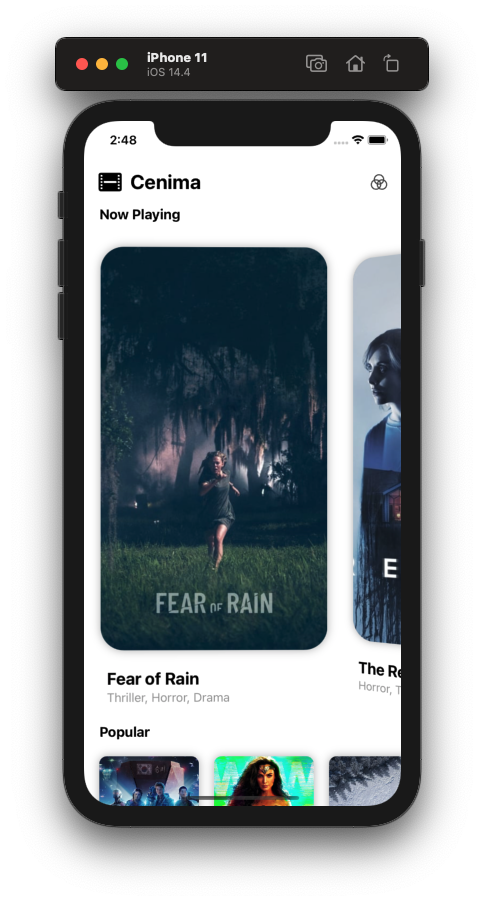 iPhone 11
iOS 14.4
2:48
Cenima
Now Playing
FEAR OF RAIN
E
Fear of Rain
Thriller, Horror, Drama
The Re
Horror, T
Popular